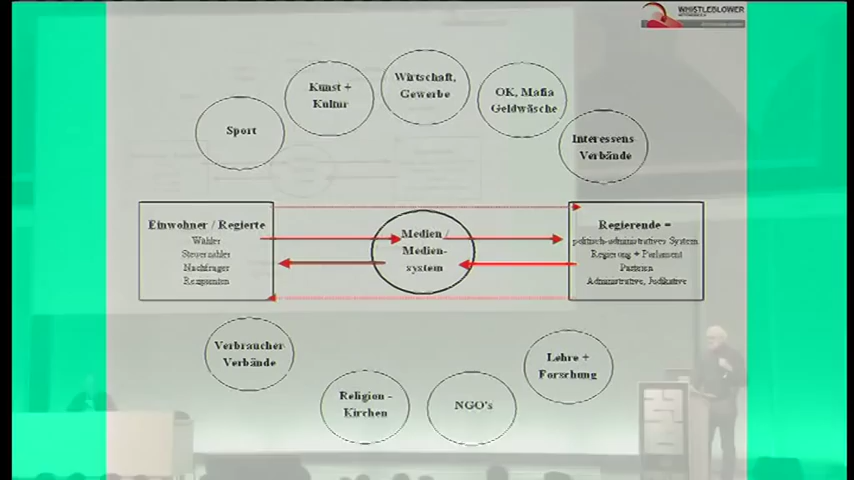 WHISTLEBLOWER
Wirtschaft,
Gewerbe
Kunst +
Kultur
OK, Mafia
Geldwäsche
Sport
Interessens
Verbände
Einwohner / Regierte
Wähler
Steuerzahler
Nachfrager
Rezipienten
Medien /
Medien-
system
Regierende =
politisch-administratives System
Regierung + Parlament
Parteien
Administrative, Judikative
Verbraucher
Verbände
Lehre +
Forschung
Religion -
Kirchen
NGO's